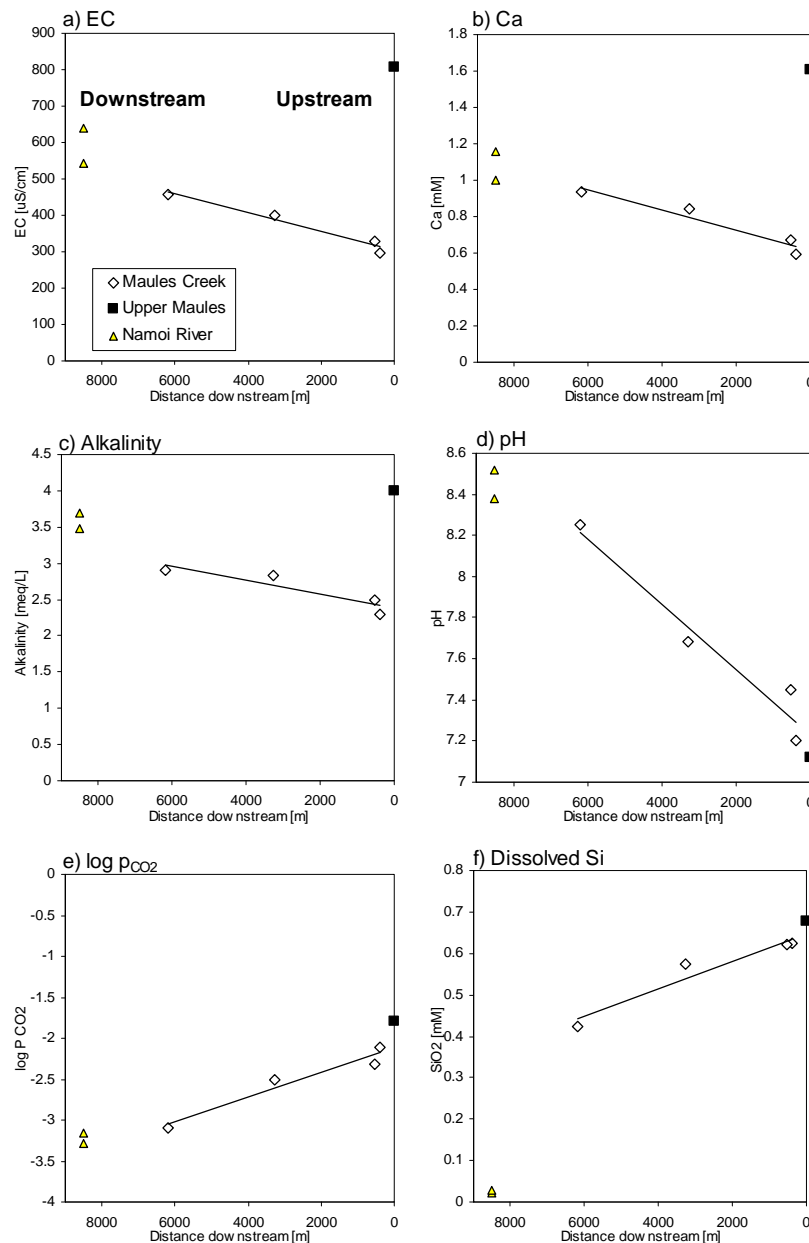 a) EC
900
800
700
600
500
400
300
200
100
0
EC [uS/cm]
Downstream Upstream
Maules Creek
Upper Maules
Namoi River
8000 6000 4000 2000 0
Distance dow nstream [m]
b) Ca
1.8
1.6
1.4
1.2
1
0.8
0.6
0.4
0.2
0
Ca [mM]
8000 6000 4000 2000 0
Distance dow nstream [m]
c) Alkalinity
4.5
4
3.5
3
2.5
2
1.5
1
0.5
0
Alkalinity [meq/L]
8000 6000 4000 2000 0
Distance dow nstream [m]
d) pH
8.6
8.4
8.2
8
7.8
7.6
7.4
7.2
7
pH
8000 6000 4000 2000 0
Distance dow nstream [m]
e) log pCO2
0
-0.5
-1
-1.5
-2
-2.5
-3
-3.5
-4
log P CO2
8000 6000 4000 2000 0
Distance dow nstream [m]
f) Dissolved Si
0.8
0.7
0.6
0.5
0.4
0.3
0.2
0.1
0
SiO2 [mM]
8000 6000 4000 2000 0
Distance dow nstream [m]